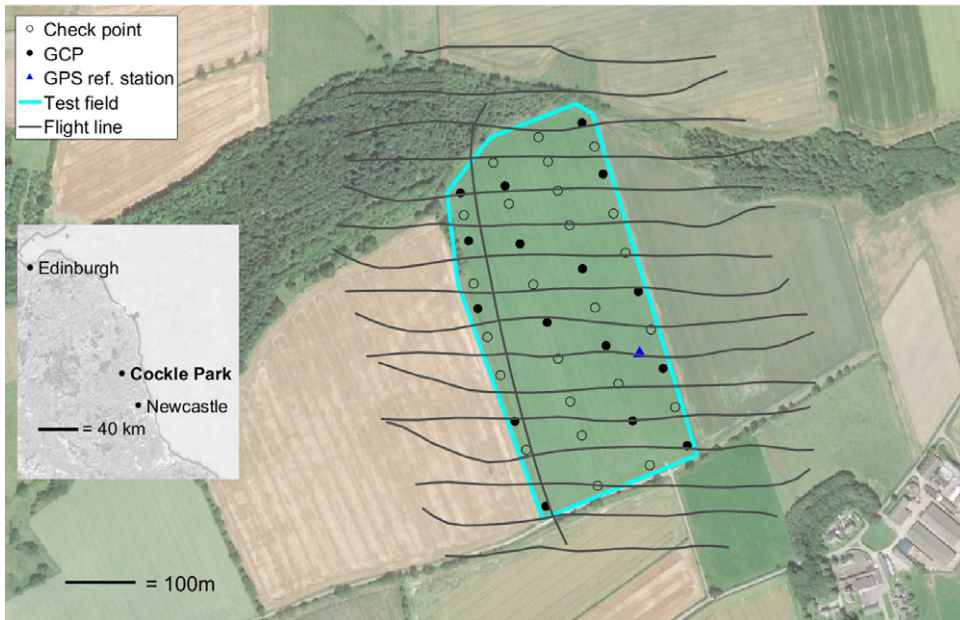 Check point
GCP
GPS ref. station
Test field
Flight line
Edinburgh
Cockle Park
Newcastle
= 40 km
= 100m